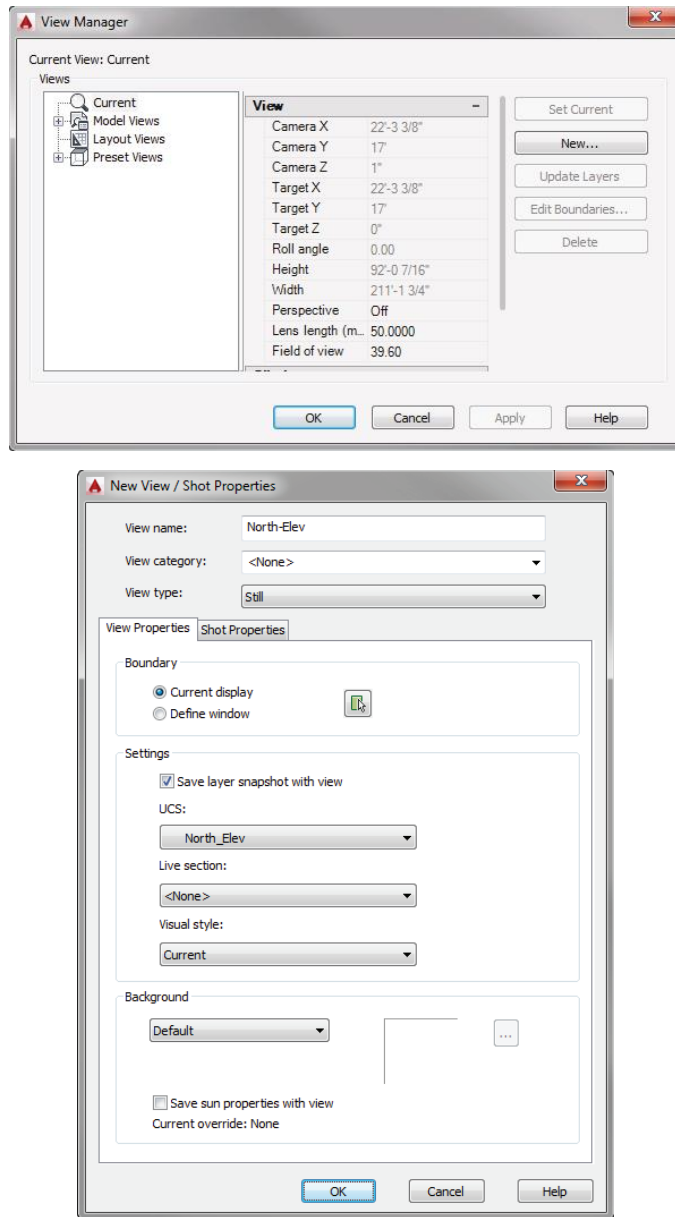 View Manager
Current View: Current
Views
Current
Model Views
Layout Views
Preset Views
View
Camera X 22'-3 3/8"
Camera Y 17'
Camera Z 1"
Target X 22'-3 3/8"
Target Y 17'
Target Z 0"
Roll angle 0.00
Height 92'-0 7/16"
Width 211'-1 3/4"
Perspective Off
Lens length (m... 50.0000
Field of view 39.60
Set Current
New...
Update Layers
Edit Boundaries...
Delete
OK Cancel Apply Help
New View / Shot Properties
View name: North-Elev
View category: <None>
View type: Still
View Properties Shot Properties
Boundary
Current display
Define window
Settings
Save layer snapshot with view
UCS:
North_Elev
Live section:
<None>
Visual style:
Current
Background
Default ...
Save sun properties with view
Current override: None
OK Cancel Help